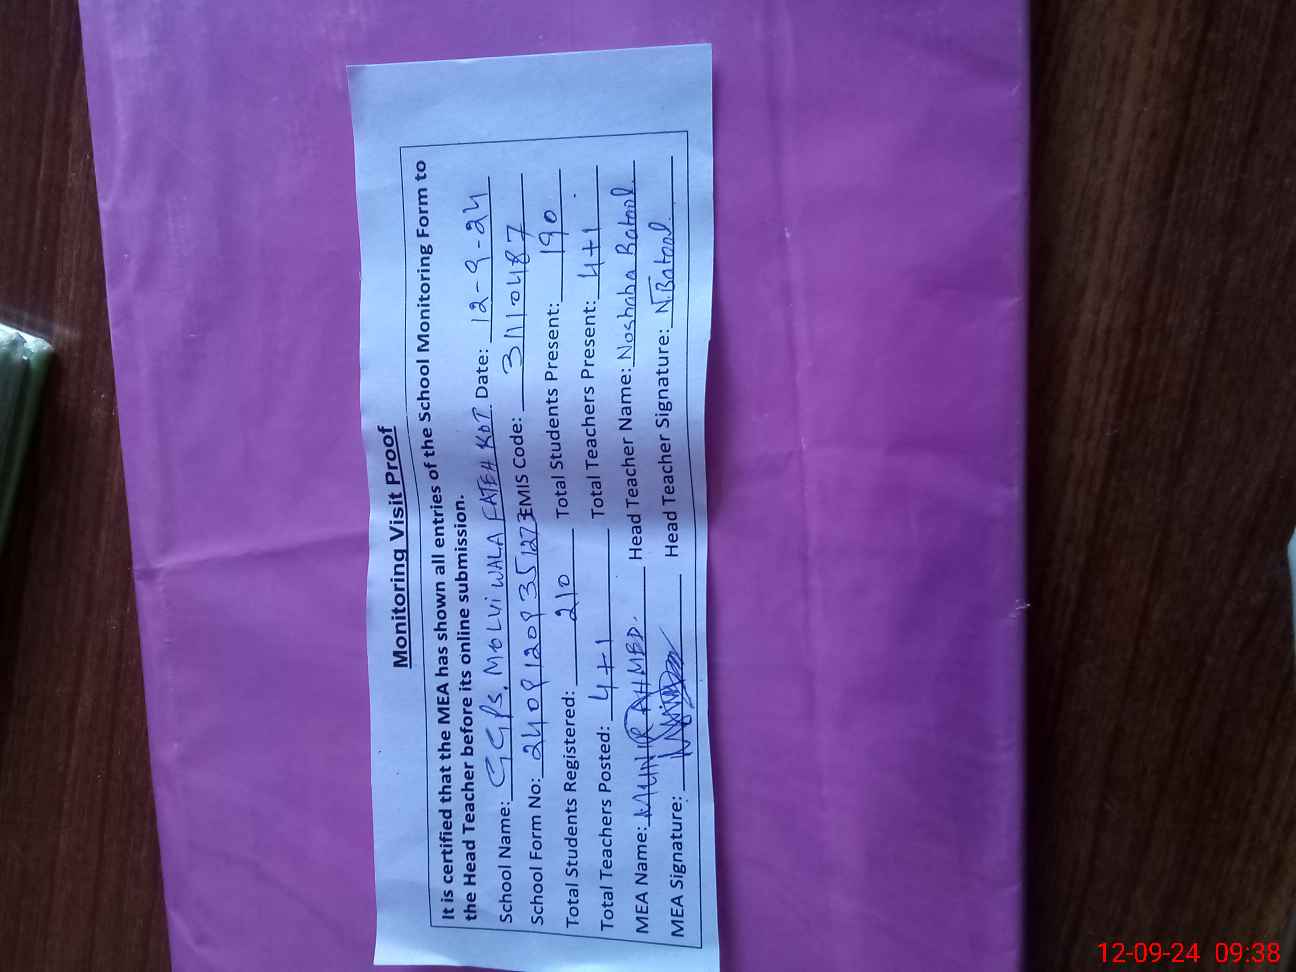 Monitoring Visit Proof
It is certified that the MEA has shown all entries of the School Monitoring Form to
the Head Teacher before its online submission.
School Name: GGPS. MOLVI WALA FATEH KOT Date: 12-9-24
School Form No: 2409120935127 EMIS Code: 31110487
Total Students Registered: 210 Total Students Present: 190
Total Teachers Posted: 4+1 Total Teachers Present: 4+1
MEA Name: MUNIR AHMED. Head Teacher Name: Noshaba Batool
MEA Signature: Head Teacher Signature: N.Batool
12-09-24 09:38